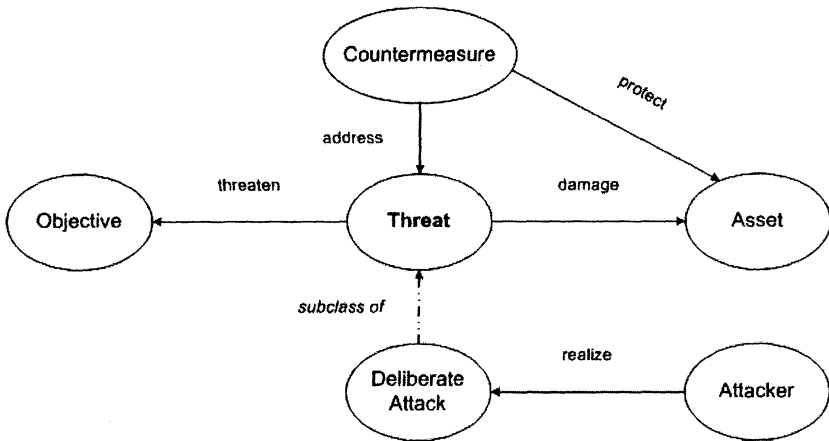 Countermeasure
protect
address
threaten
damage
Objective
Threat
Asset
subclass of
realize
Deliberate
Attack
Attacker